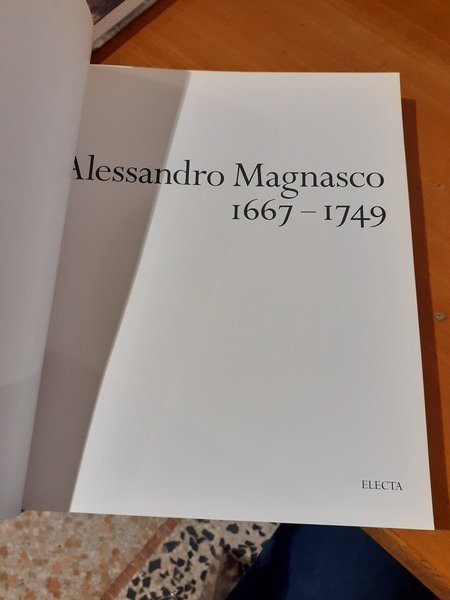 Alessandro Magnasco
1667 – 1749
ELECTA